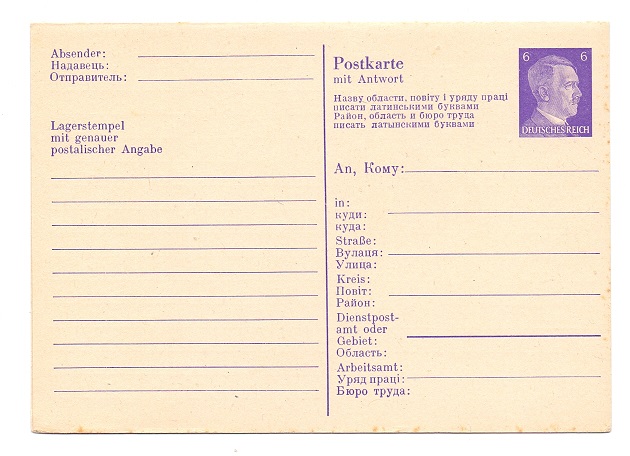 Absender:
Надавець:
Отправитель:
Lagerstempel
mit genauer
postalischer Angabe
Postkarte
mit Antwort
Назву области, повіту і уряду праці
писати латинськими буквами
Район, область и бюро труда
писать латынскими буквами
6 6
DEUTSCHES REICH
An, Кому:
in:
куди:
куда:
Straße:
Вулаця:
Улица:
Kreis:
Повіт:
Район:
Dienstpost-
amt oder
Gebiet:
Область:
Arbeitsamt:
Уряд праці:
Бюро труда: